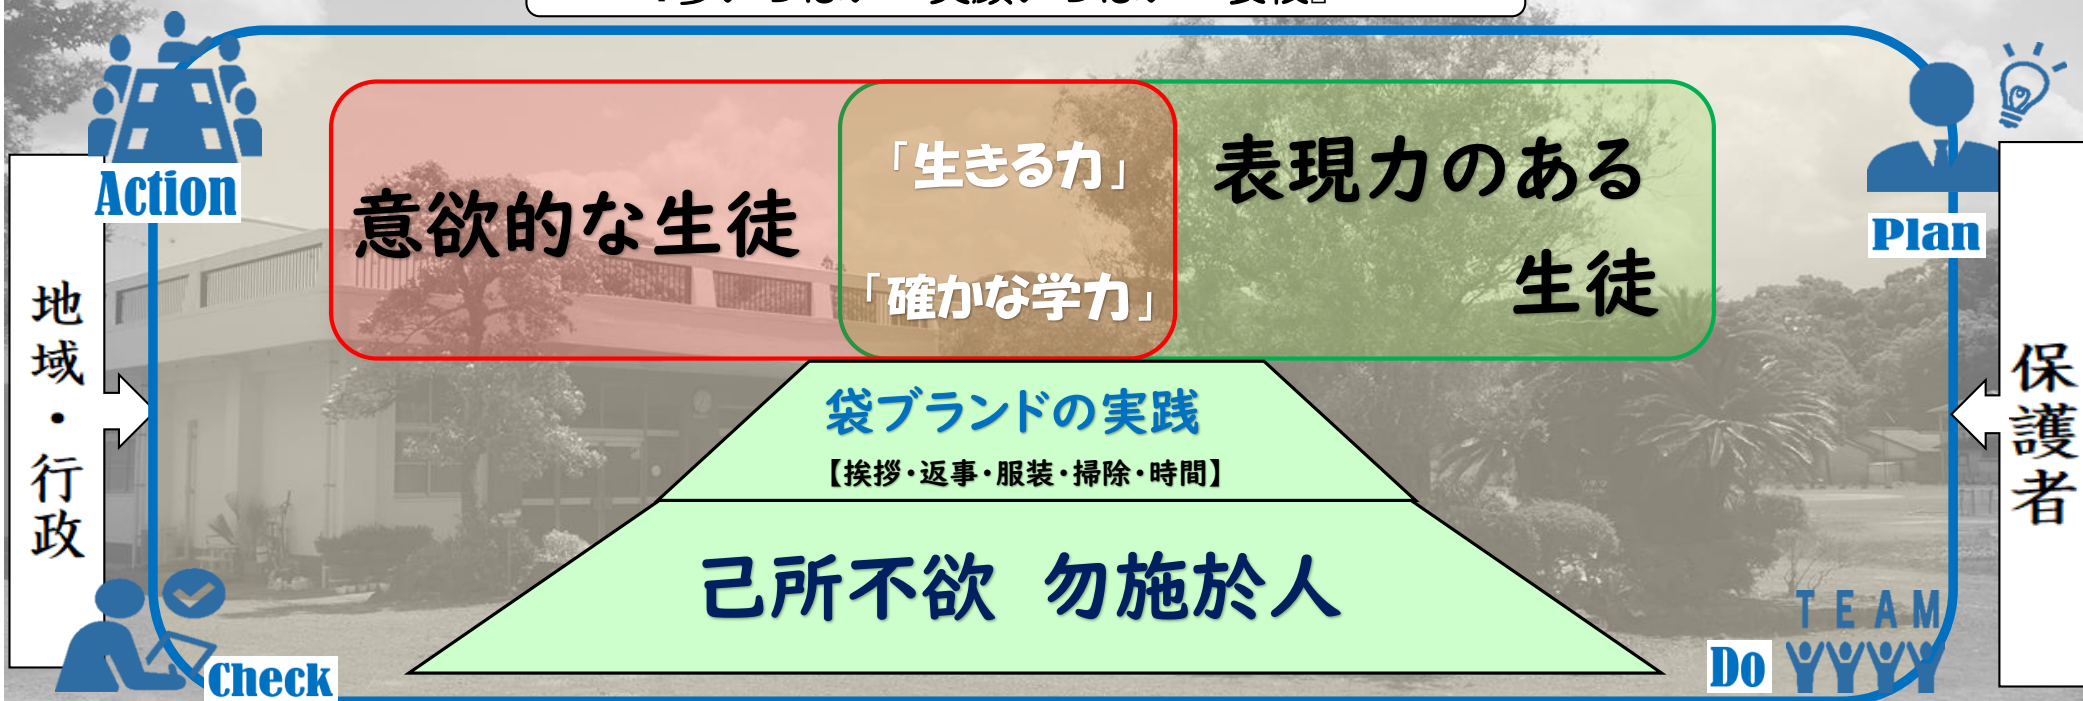 Action
意欲的な生徒
「生きる力」
「確かな学力」
表現力のある
生徒
Plan
地域・行政
保護者
袋ブランドの実践
【挨拶・返事・服装・掃除・時間】
己所不欲 勿施於人
Check
Do
TEAM